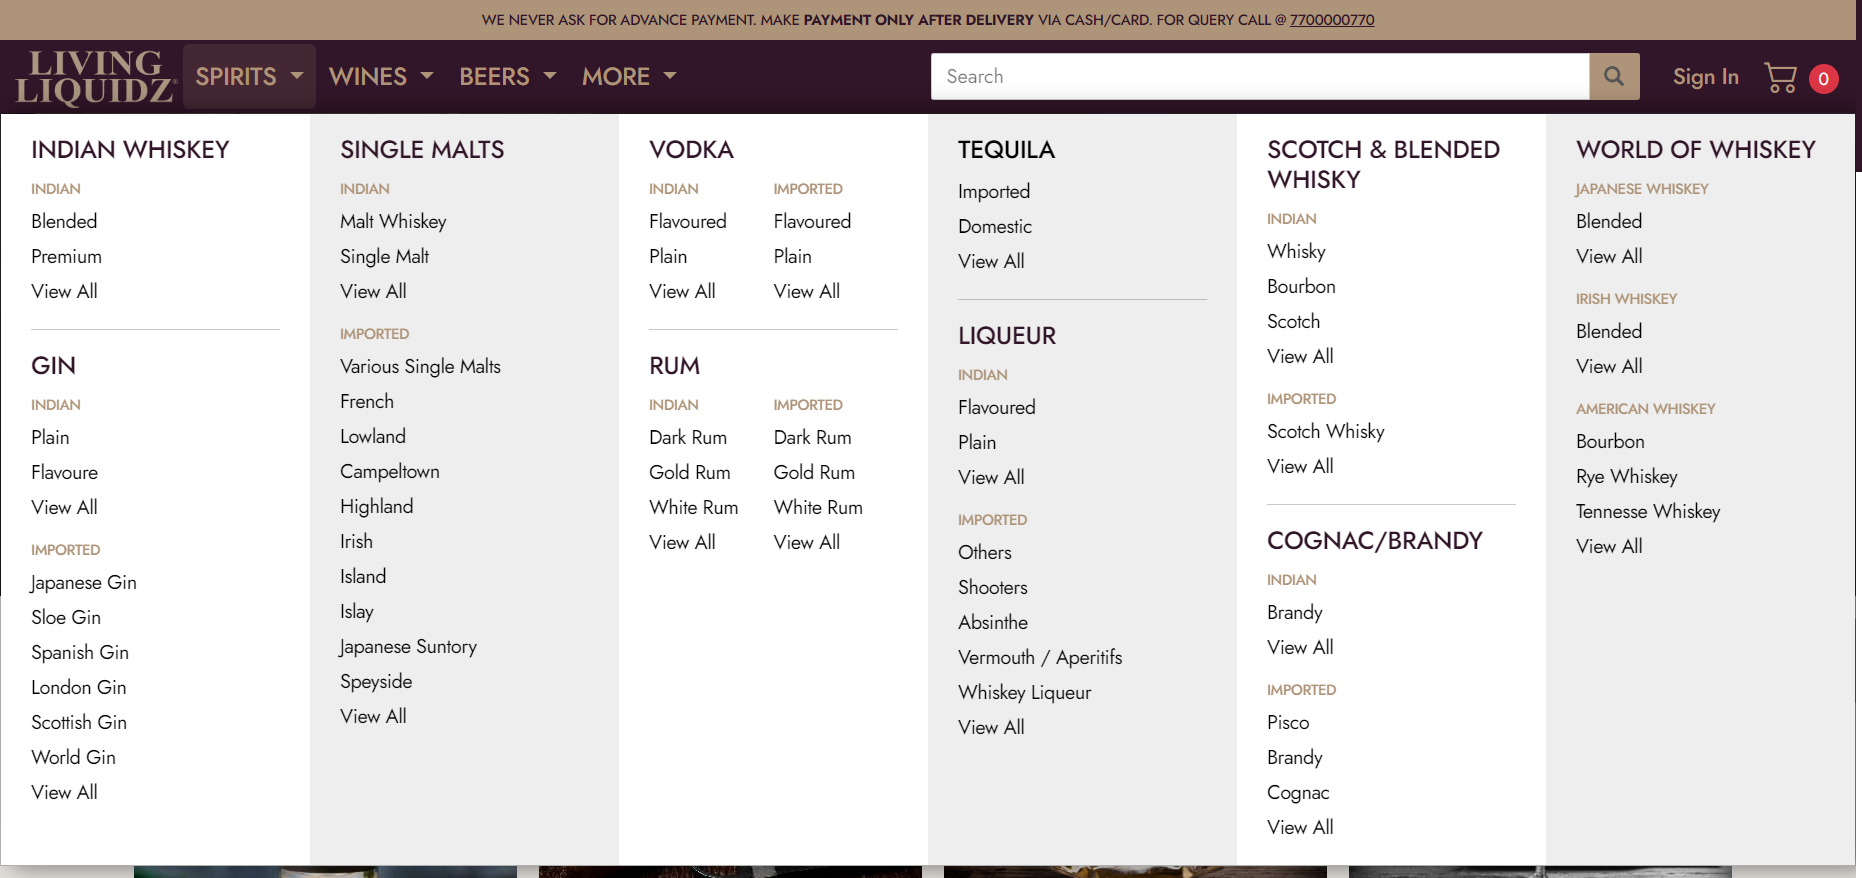 WE NEVER ASK FOR ADVANCE PAYMENT. MAKE PAYMENT ONLY AFTER DELIVERY VIA CASH/CARD. FOR QUERY CALL @ 7700000770
LIVING
LIQUIDZ®
SPIRITS
WINES
BEERS
MORE
Search
Sign In
0
INDIAN WHISKEY
INDIAN
Blended
Premium
View All
GIN
INDIAN
Plain
Flavoure
View All
IMPORTED
Japanese Gin
Sloe Gin
Spanish Gin
London Gin
Scottish Gin
World Gin
View All
SINGLE MALTS
INDIAN
Malt Whiskey
Single Malt
View All
IMPORTED
Various Single Malts
French
Lowland
Campeltown
Highland
Irish
Island
Islay
Japanese Suntory
Speyside
View All
VODKA
INDIAN
Flavoured
Plain
View All
IMPORTED
Flavoured
Plain
View All
RUM
INDIAN
Dark Rum
Gold Rum
White Rum
View All
IMPORTED
Dark Rum
Gold Rum
White Rum
View All
TEQUILA
Imported
Domestic
View All
LIQUEUR
INDIAN
Flavoured
Plain
View All
IMPORTED
Others
Shooters
Absinthe
Vermouth / Aperitifs
Whiskey Liqueur
View All
SCOTCH & BLENDED
WHISKY
INDIAN
Whisky
Bourbon
Scotch
View All
IMPORTED
Scotch Whisky
View All
COGNAC/BRANDY
INDIAN
Brandy
View All
IMPORTED
Pisco
Brandy
Cognac
View All
WORLD OF WHISKEY
JAPANESE WHISKEY
Blended
View All
IRISH WHISKEY
Blended
View All
AMERICAN WHISKEY
Bourbon
Rye Whiskey
Tennesse Whiskey
View All